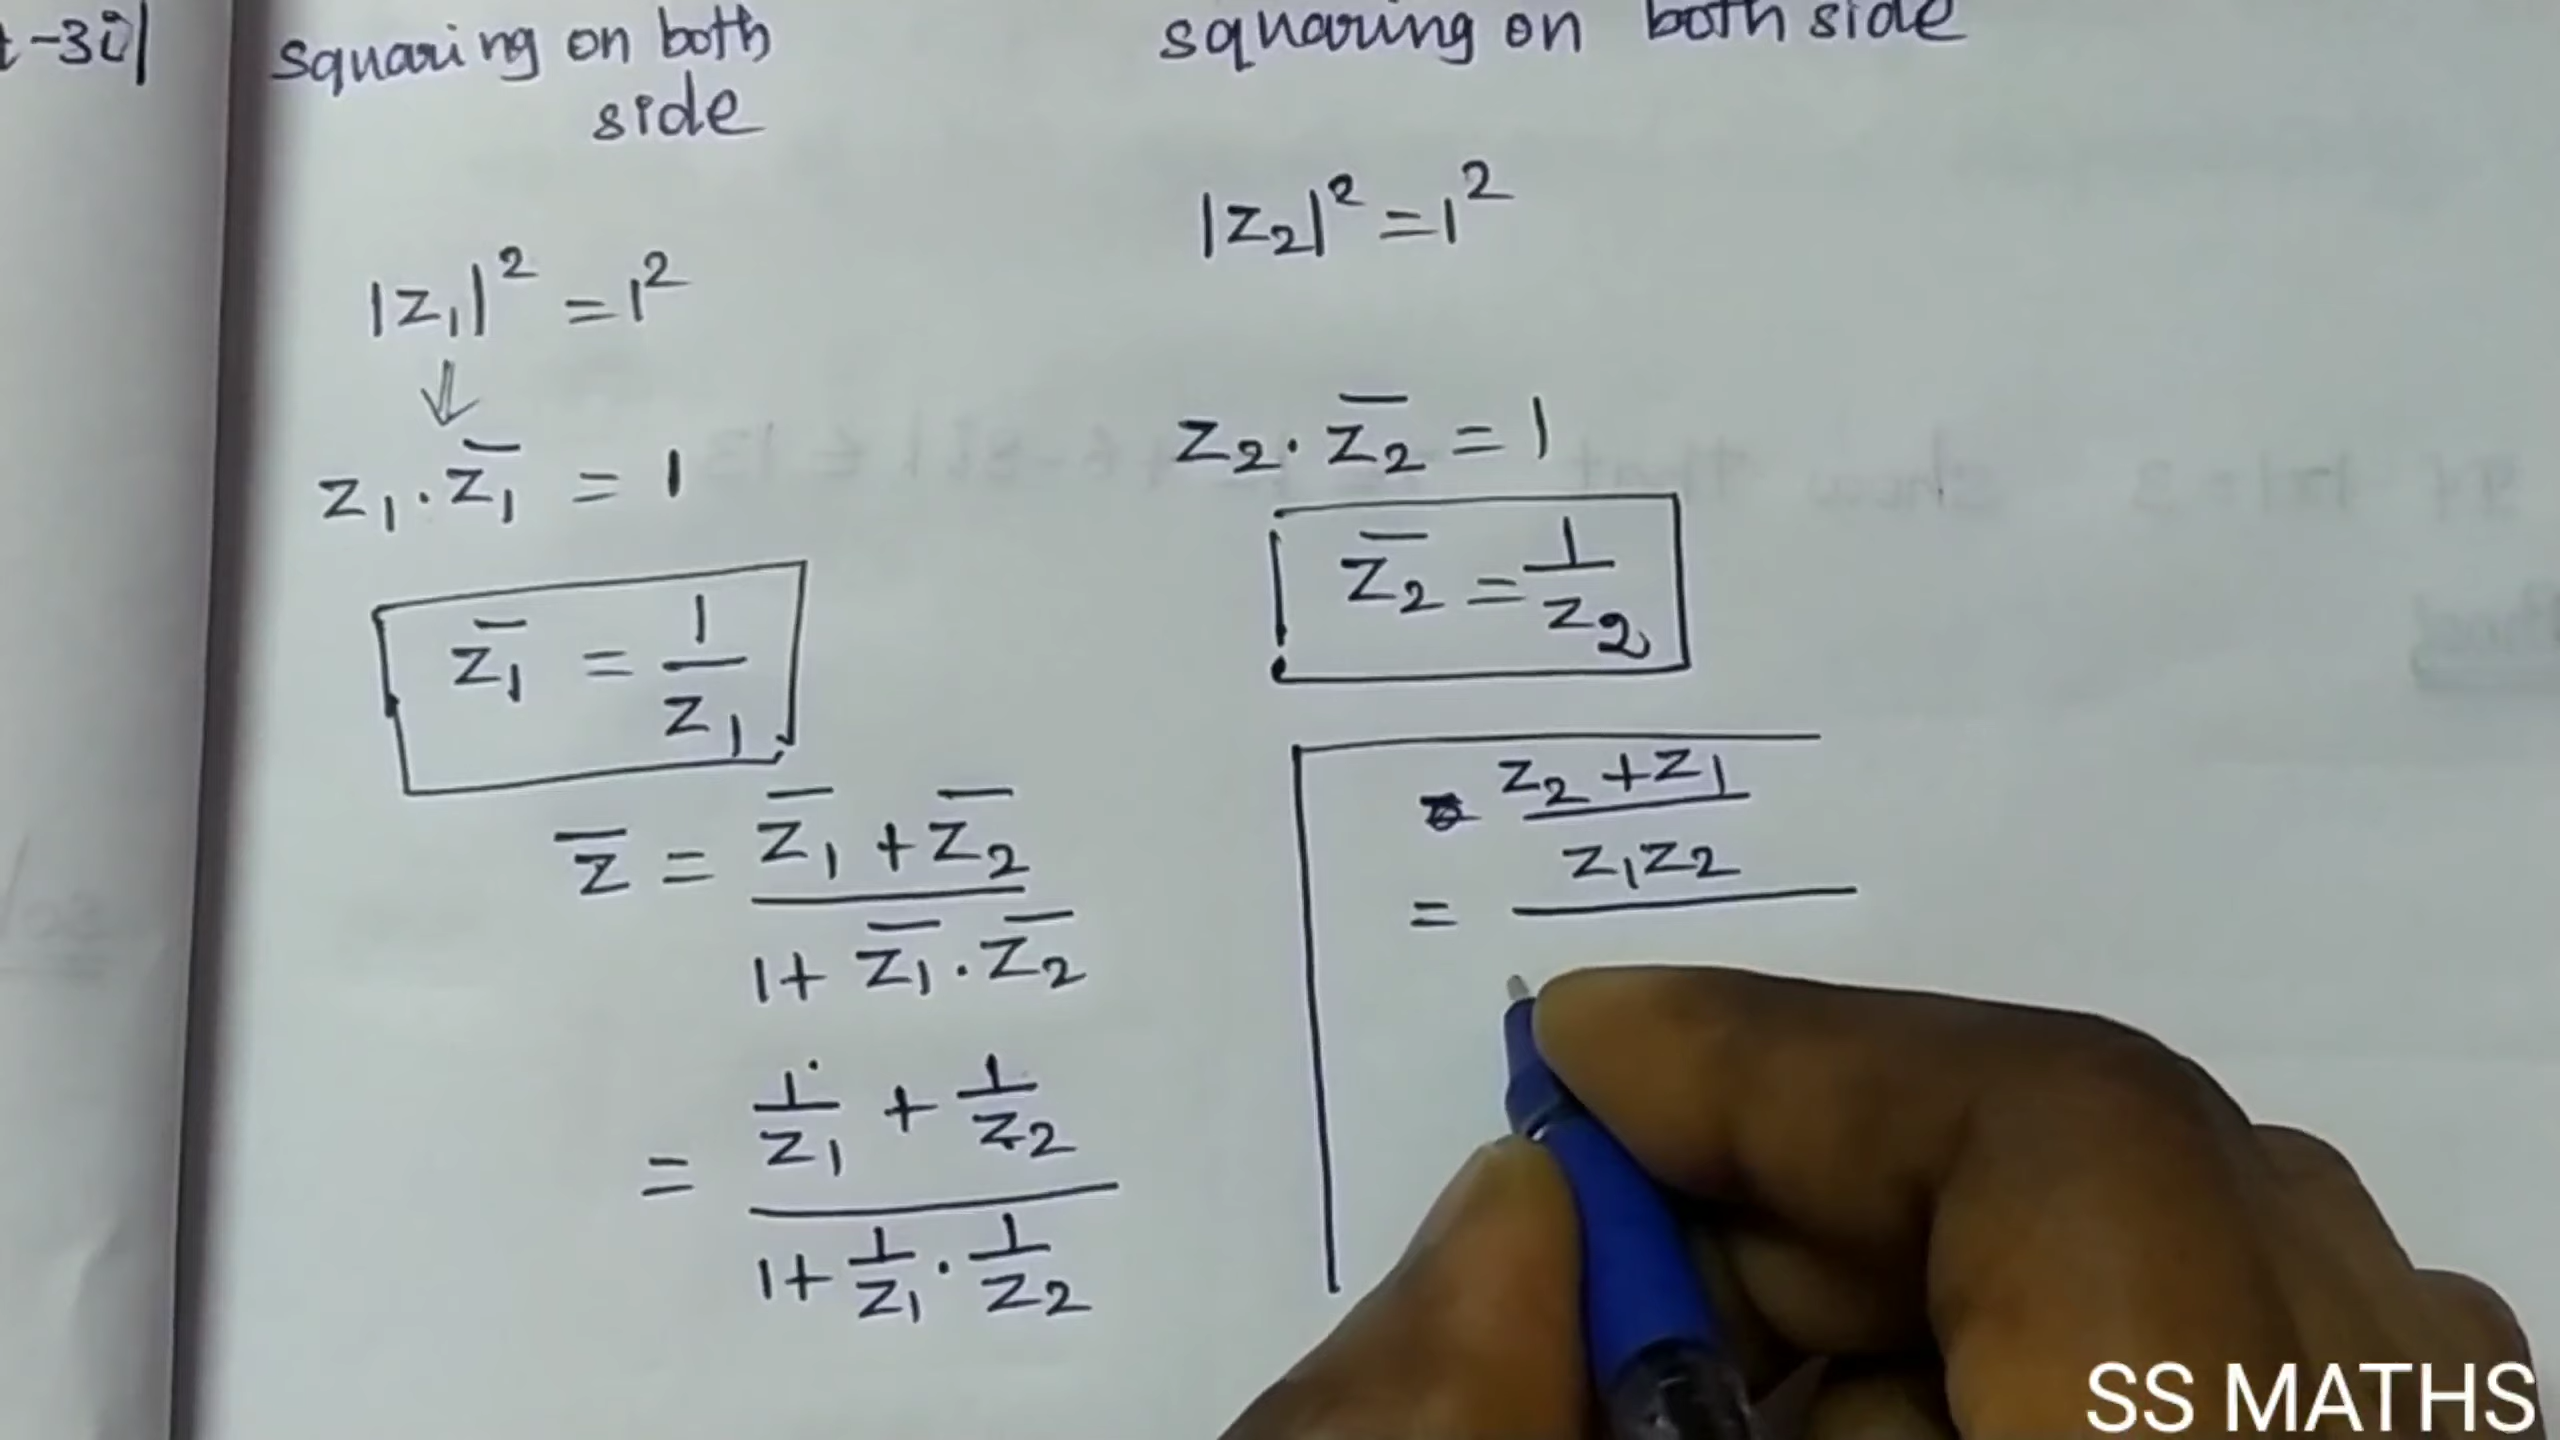 -3i|
squaring on both
side
|z₁|² = 1²
z₁ . z̅₁ = 1
z̅₁ = 1/z₁
z̅ = (z̅₁ + z̅₂)/(1 + z̅₁ . z̅₂)
= (1/z₁ + 1/z₂)/(1 + 1/z₁ . 1/z₂)
squaring on both side
|z₂|² = 1²
z₂ . z̅₂ = 1
z̅₂ = 1/z₂
z₂ + z₁
z₁z₂
=
SS MATHS